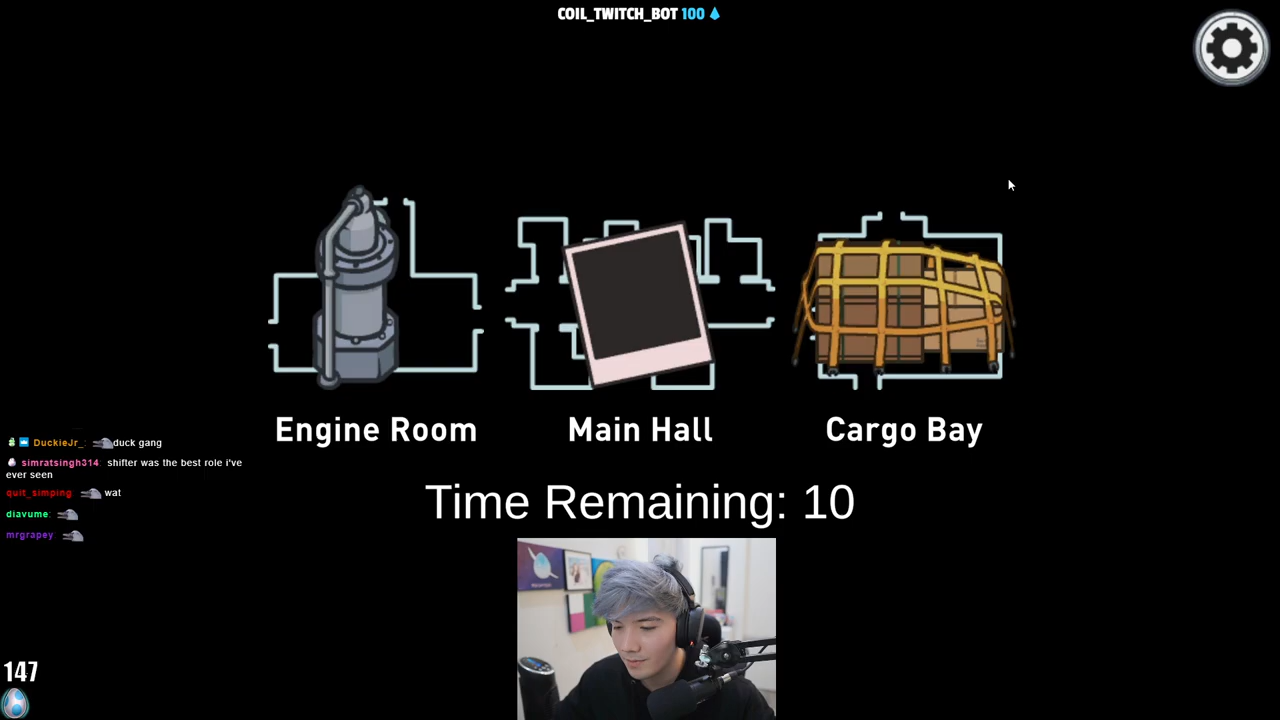 COIL_TWITCH_BOT 100
Engine Room
Main Hall
Cargo Bay
Time Remaining: 10
DuckieJr_: duck gang
simratsingh314: shifter was the best role i've
ever seen
quit_simping: wat
diavume:
mrgrapey:
147